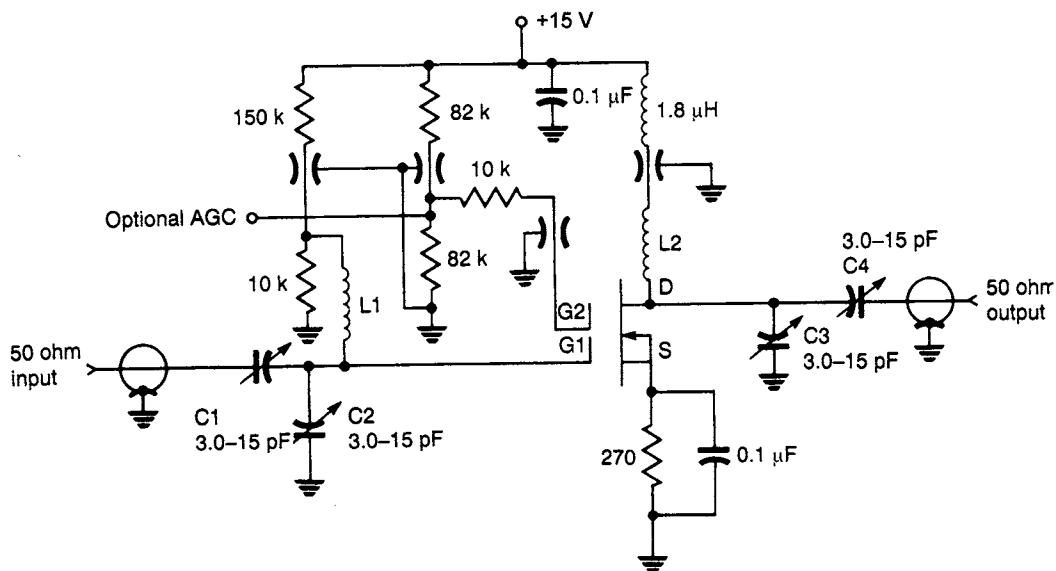 +15 V
150 k
82 k
0.1 µF
1.8 µH
10 k
Optional AGC
82 k
L2
3.0–15 pF
C4
10 k
L1
D
50 ohm
output
G2
G1
S
C3
3.0–15 pF
50 ohm
input
C1
3.0–15 pF
C2
3.0–15 pF
270
0.1 µF